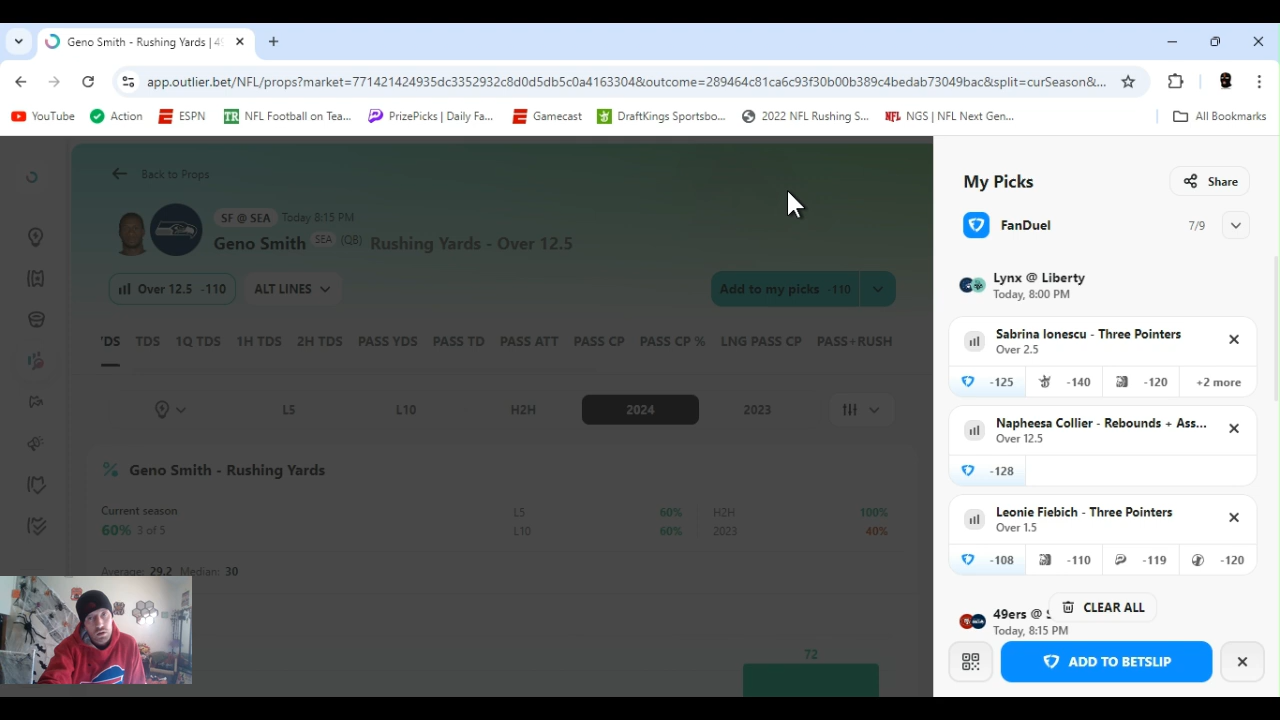 Geno Smith - Rushing Yards | 4
app.outlier.bet/NFL/props?market=771421424935dc3352932c8d0d5db5c0a4163304&outcome=289464c81ca6c93f30b00b389c4bedab73049bac&split=curSeason&...
YouTube Action ESPN NFL Football on Tea... PrizePicks | Daily Fa... Gamecast DraftKings Sportsbo... 2022 NFL Rushing S... NGS | NFL Next Gen... All Bookmarks
Back to Props
SF @ SEA Today 8:15 PM
Geno Smith SEA (QB) Rushing Yards - Over 12.5
Over 12.5 -110 ALT LINES Add to my picks -110
'DS TDS 1Q TDS 1H TDS 2H TDS PASS YDS PASS TD PASS ATT PASS CP PASS CP % LNG PASS CP PASS+RUSH
L5 L10 H2H 2024 2023
Geno Smith - Rushing Yards
Current season L5 60% H2H 100%
60% 3 of 5 L10 60% 2023 40%
Average: 29.2 Median: 30
72
My Picks Share
FanDuel 7/9
Lynx @ Liberty
Today, 8:00 PM
Sabrina Ionescu - Three Pointers
Over 2.5
-125 -140 -120 +2 more
Napheesa Collier - Rebounds + Ass...
Over 12.5
-128
Leonie Fiebich - Three Pointers
Over 1.5
-108 -110 -119 -120
49ers @
CLEAR ALL
Today, 8:15 PM
ADD TO BETSLIP